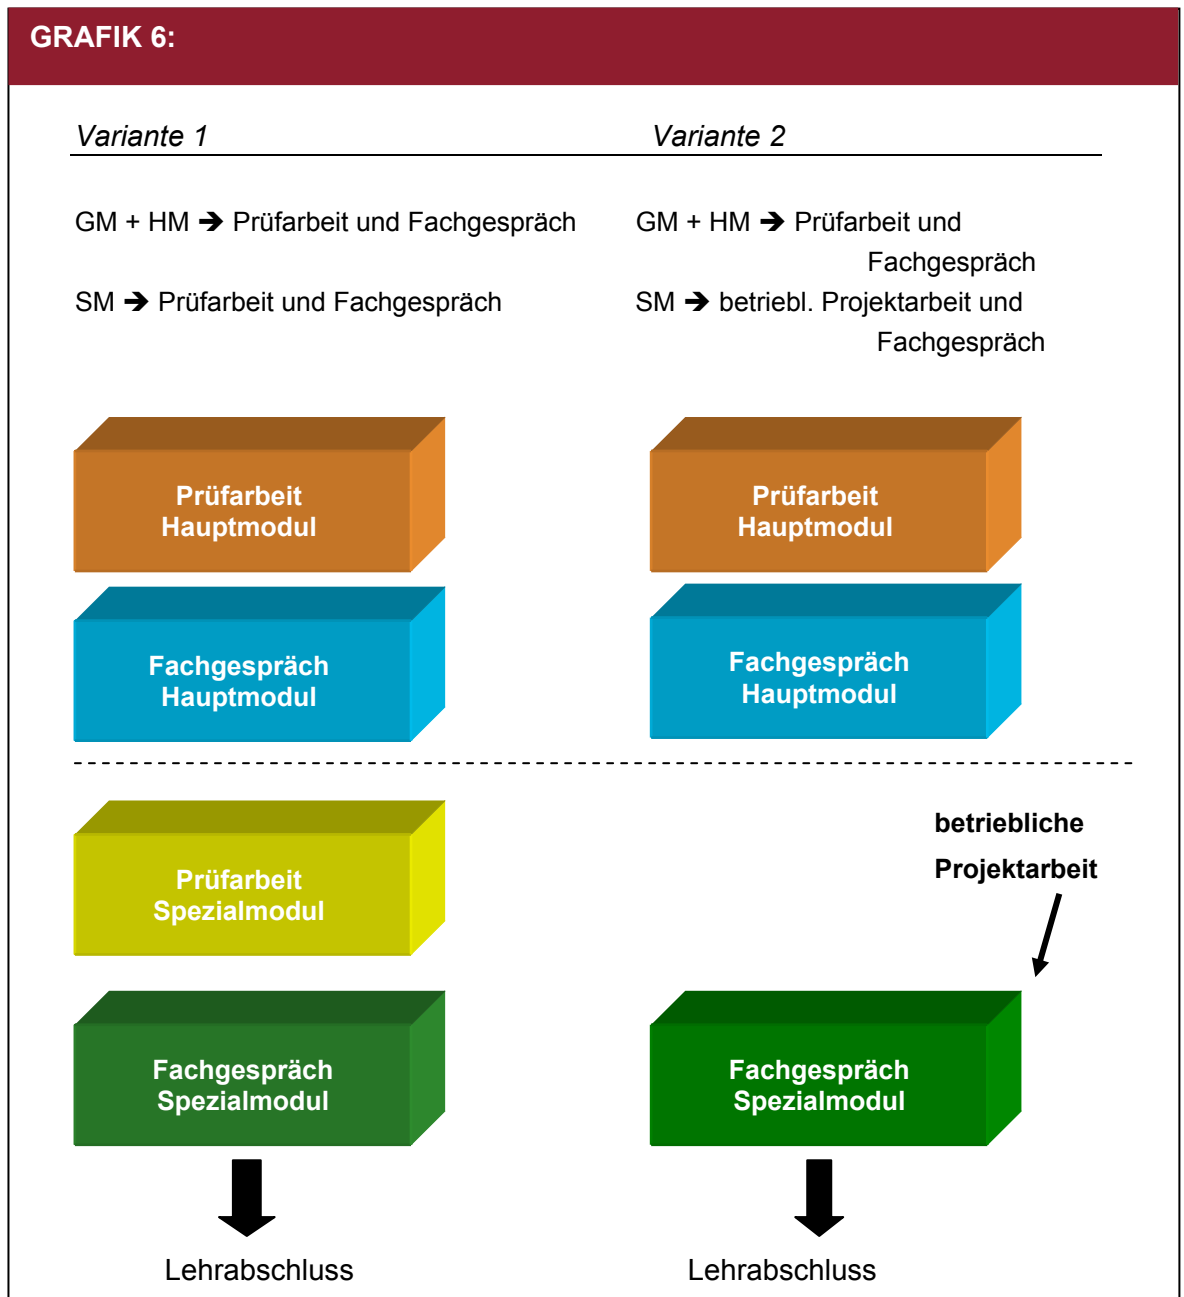 GRAFIK 6:
Variante 1
Variante 2
GM + HM ➔ Prüfarbeit und Fachgespräch
SM ➔ Prüfarbeit und Fachgespräch
GM + HM ➔ Prüfarbeit und
Fachgespräch
SM ➔ betriebl. Projektarbeit und
Fachgespräch
Prüfarbeit
Hauptmodul
Prüfarbeit
Hauptmodul
Fachgespräch
Hauptmodul
Fachgespräch
Hauptmodul
Prüfarbeit
Spezialmodul
betriebliche
Projektarbeit
Fachgespräch
Spezialmodul
Fachgespräch
Spezialmodul
Lehrabschluss
Lehrabschluss